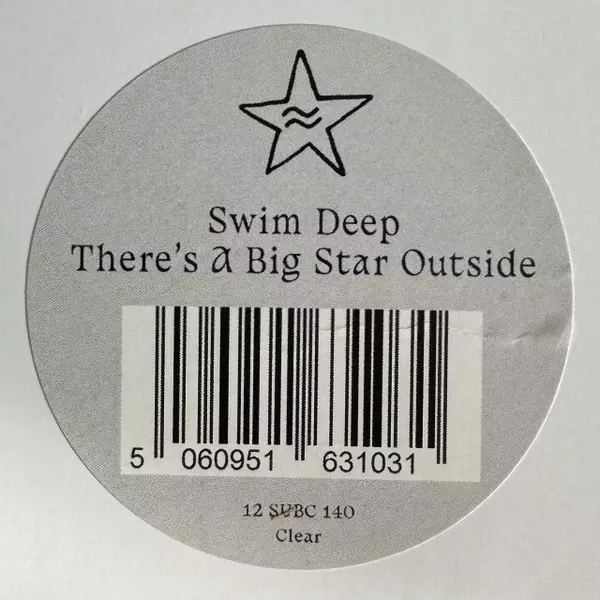 Swim Deep
There's A Big Star Outside
5 060951 631031
12 SUBC 140
Clear